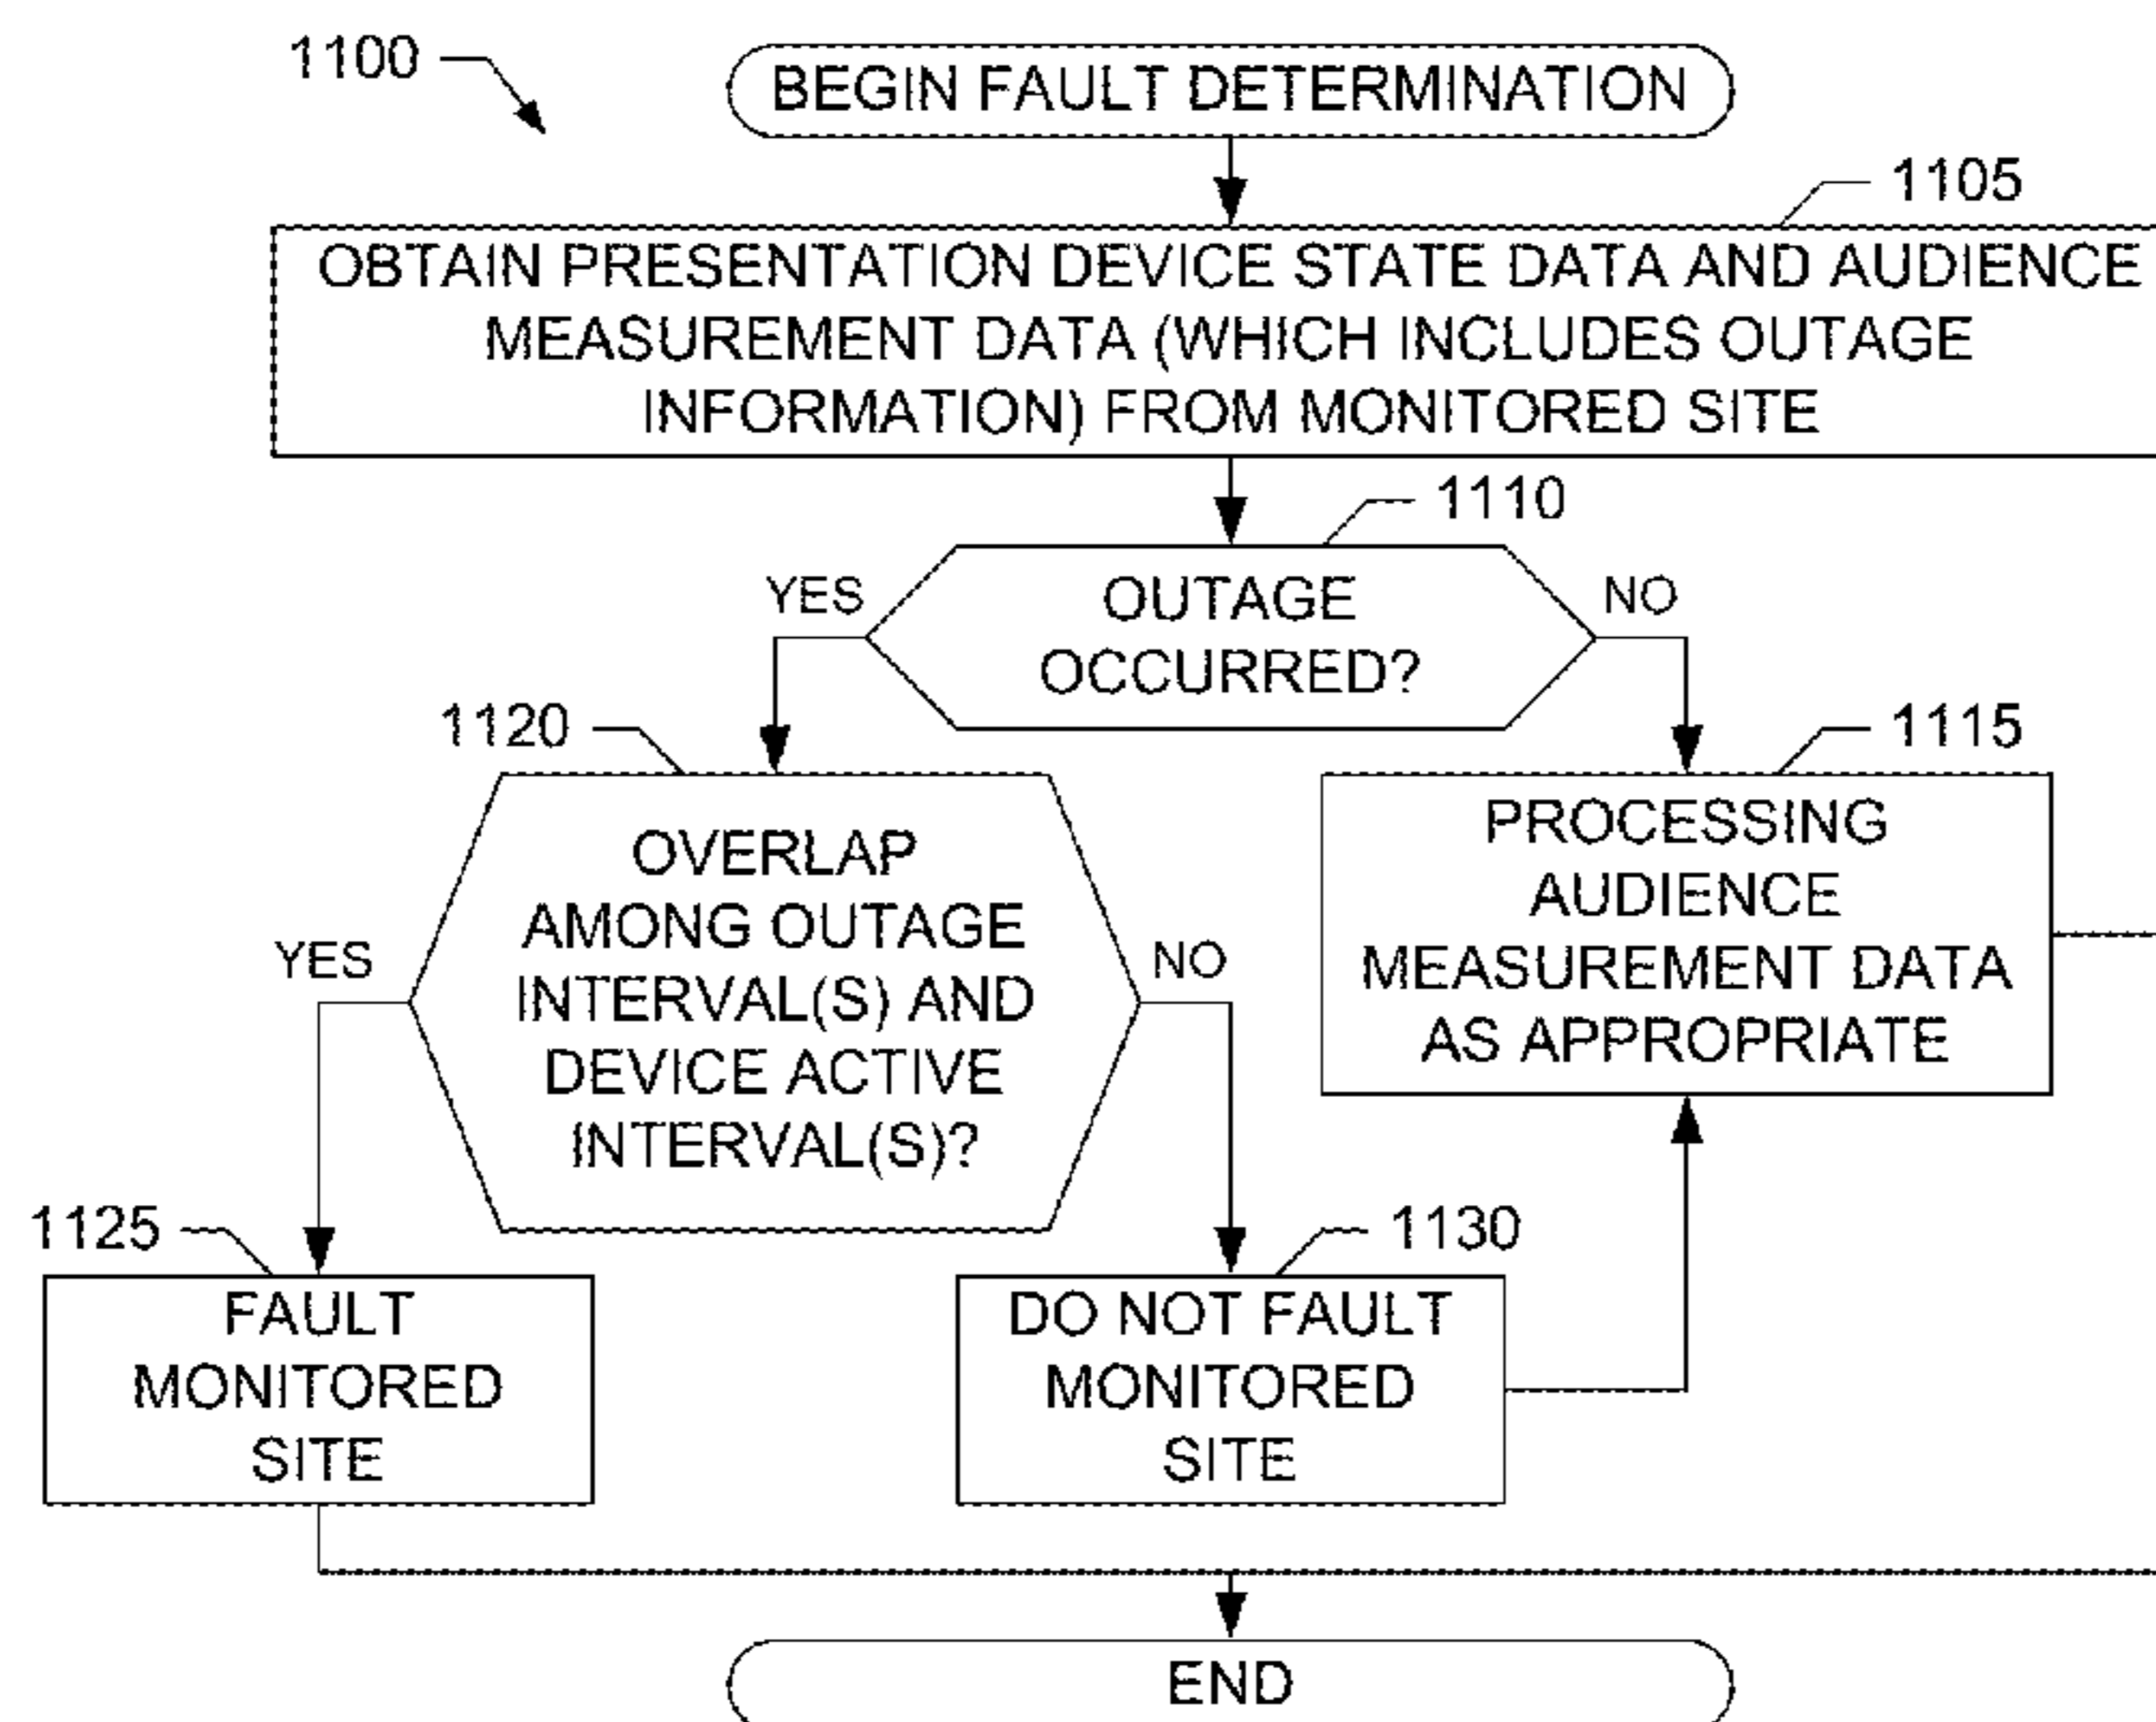 1100
BEGIN FAULT DETERMINATION
1105
OBTAIN PRESENTATION DEVICE STATE DATA AND AUDIENCE
MEASUREMENT DATA (WHICH INCLUDES OUTAGE
INFORMATION) FROM MONITORED SITE
1110
YES
OUTAGE
OCCURRED?
NO
1120
1115
OVERLAP
AMONG OUTAGE
INTERVAL(S) AND
DEVICE ACTIVE
INTERVAL(S)?
YES
NO
PROCESSING
AUDIENCE
MEASUREMENT DATA
AS APPROPRIATE
1125
FAULT
MONITORED
SITE
1130
DO NOT FAULT
MONITORED
SITE
END